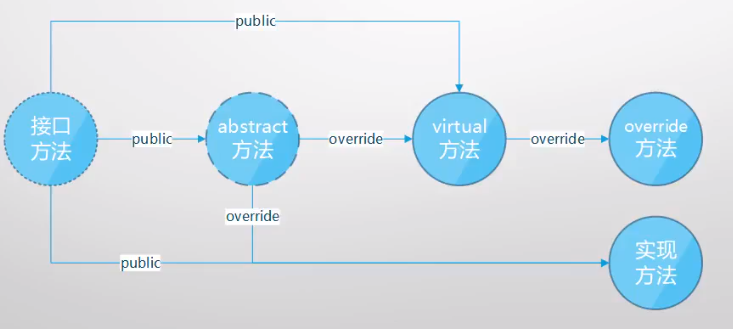 public
接口
方法
public
abstract
方法
override
virtual
方法
override
override
方法
override
public
实现
方法